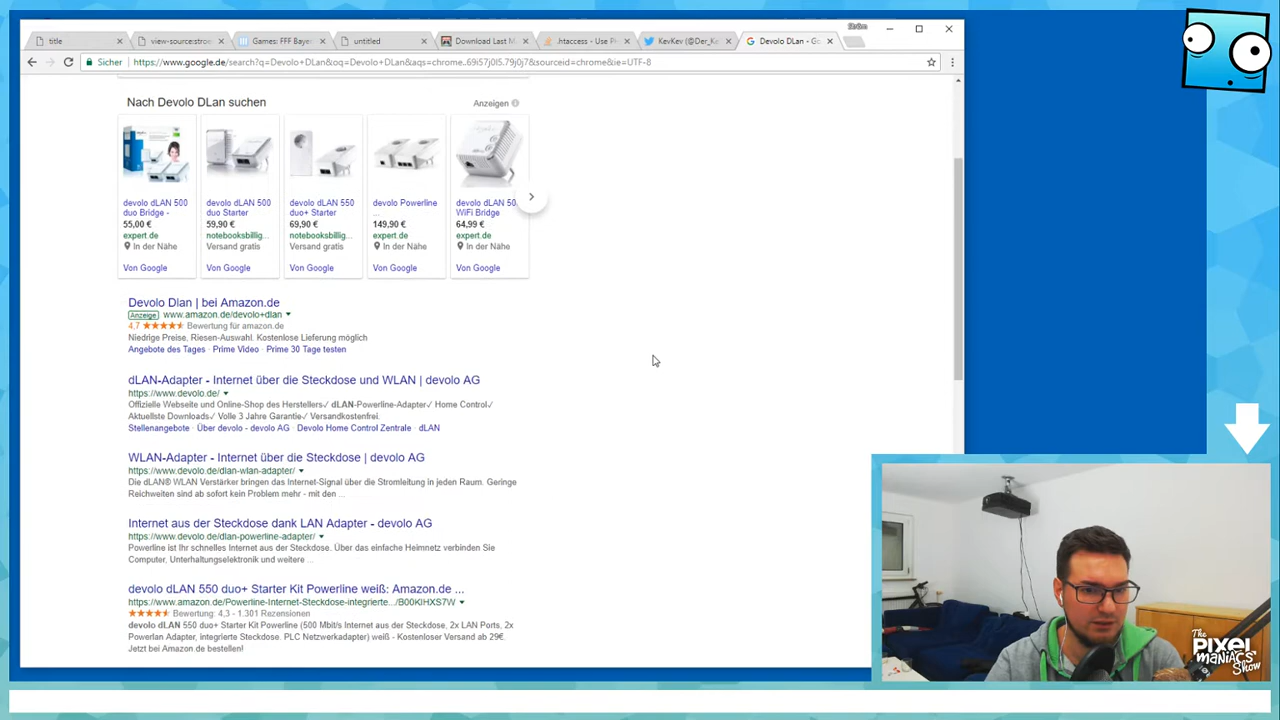 Ström
title
view-source:stroe
Games: FFF Bayer
untitled
Download Last M
.htaccess - Use P
KevKev (@Der_Ke
Devolo DLan - Go
Sicher
https://www.google.de/search?q=Devolo+DLan&oq=Devolo+DLan&aqs=chrome..69i57j0l5.79j0j7&sourceid=chrome&ie=UTF-8
Nach Devolo DLan suchen
Anzeigen
devolo dLAN 500
duo Bridge -
55,00 €
expert.de
In der Nähe
Von Google
devolo dLAN 500
duo Starter
59,90 €
notebooksbillig...
Versand gratis
Von Google
devolo dLAN 550
duo+ Starter
69,90 €
notebooksbillig...
Versand gratis
Von Google
devolo Powerline
...
149,90 €
expert.de
In der Nähe
Von Google
devolo dLAN 50
WiFi Bridge
64,99 €
expert.de
In der Nähe
Von Google
Devolo Dlan | bei Amazon.de
Anzeige www.amazon.de/devolo+dlan
4,7 Bewertung für amazon.de
Niedrige Preise, Riesen-Auswahl. Kostenlose Lieferung möglich
Angebote des Tages · Prime Video · Prime 30 Tage testen
dLAN-Adapter - Internet über die Steckdose und WLAN | devolo AG
https://www.devolo.de/
Offizielle Webseite und Online-Shop des Herstellers✓ dLAN-Powerline-Adapter✓ Home Control✓
Aktuellste Downloads✓ Volle 3 Jahre Garantie✓ Versandkostenfrei.
Stellenangebote · Über devolo - devolo AG · Devolo Home Control Zentrale · dLAN
WLAN-Adapter - Internet über die Steckdose | devolo AG
https://www.devolo.de/dlan-wlan-adapter/
Die dLAN® WLAN Verstärker bringen das Internet-Signal über die Stromleitung in jeden Raum. Geringe
Reichweiten sind ab sofort kein Problem mehr - mit den ...
Internet aus der Steckdose dank LAN Adapter - devolo AG
https://www.devolo.de/dlan-powerline-adapter/
Powerline ist Ihr schnelles Internet aus der Steckdose. Über das einfache Heimnetz verbinden Sie
Computer, Unterhaltungselektronik und weitere ...
devolo dLAN 550 duo+ Starter Kit Powerline weiß: Amazon.de ...
https://www.amazon.de/Powerline-Internet-Steckdose-integrierte.../B00KIHXS7W
Bewertung: 4,3 - 1.301 Rezensionen
devolo dLAN 550 duo+ Starter Kit Powerline (500 Mbit/s Internet aus der Steckdose, 2x LAN Ports, 2x
Powerlan Adapter, integrierte Steckdose. PLC Netzwerkadapter) weiß - Kostenloser Versand ab 29€.
Jetzt bei Amazon.de bestellen!
The
PIXEL
MANIACS
Show